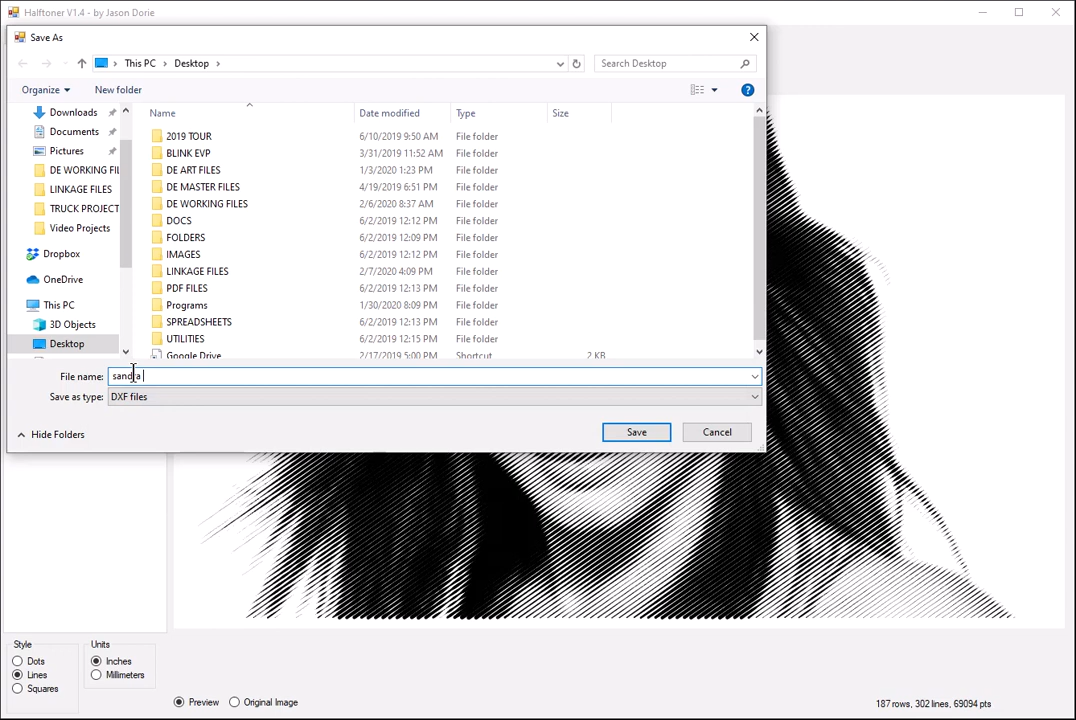 Halftoner V1.4 - by Jason Dorie
Save As
This PC > Desktop >
Search Desktop
Organize
New folder
Name
Date modified
Type
Size
Downloads
Documents
Pictures
DE WORKING FIL
LINKAGE FILES
TRUCK PROJECT
Video Projects
Dropbox
OneDrive
This PC
3D Objects
Desktop
2019 TOUR 6/10/2019 9:50 AM File folder
BLINK EVP 3/31/2019 11:52 AM File folder
DE ART FILES 1/3/2020 1:23 PM File folder
DE MASTER FILES 4/19/2019 6:51 PM File folder
DE WORKING FILES 2/6/2020 8:37 AM File folder
DOCS 6/2/2019 12:12 PM File folder
FOLDERS 6/2/2019 12:09 PM File folder
IMAGES 6/2/2019 12:12 PM File folder
LINKAGE FILES 2/7/2020 4:09 PM File folder
PDF FILES 6/2/2019 12:13 PM File folder
Programs 1/30/2020 8:09 PM File folder
SPREADSHEETS 6/2/2019 12:13 PM File folder
UTILITIES 6/2/2019 12:15 PM File folder
Google Drive 2/17/2019 5:00 PM Shortcut 2 KB
File name: sandra
Save as type: DXF files
Hide Folders
Save
Cancel
Style
Dots
Lines
Squares
Units
Inches
Millimeters
Preview
Original Image
187 rows, 302 lines, 69094 pts